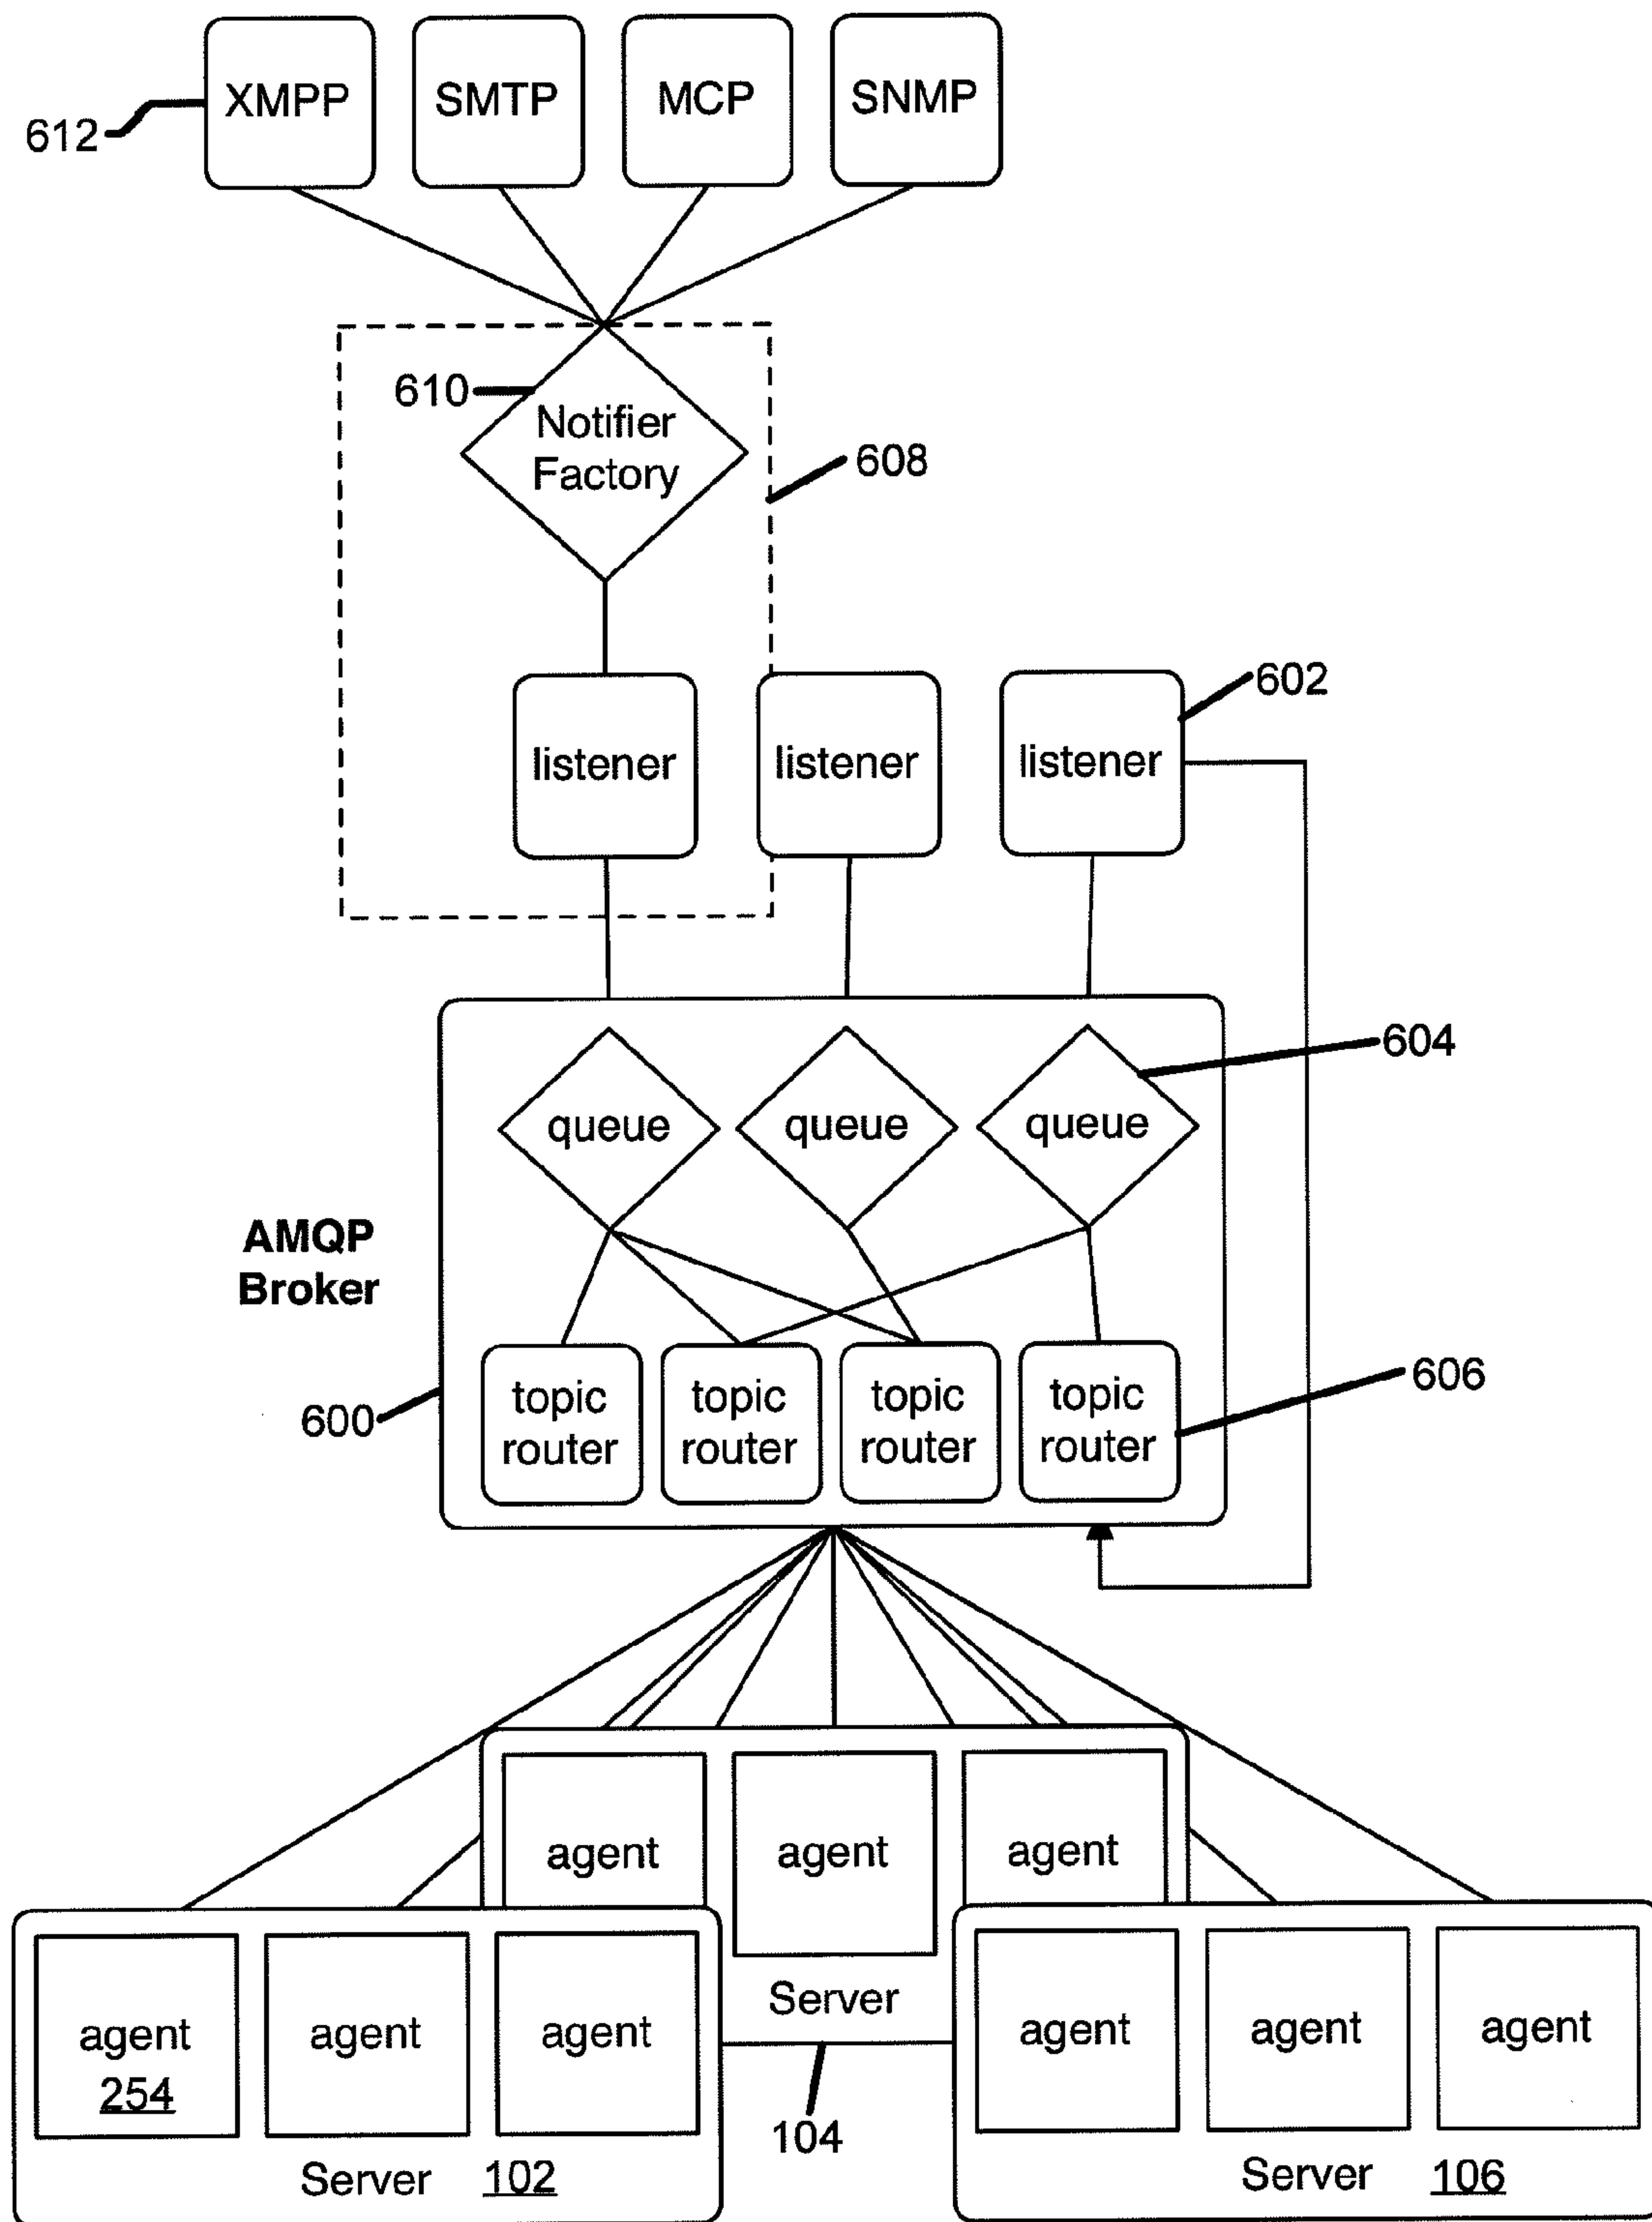 XMPP
SMTP
MCP
SNMP
612
610
Notifier
Factory
608
602
listener
listener
listener
604
queue
queue
queue
AMQP
Broker
600
606
topic
router
topic
router
topic
router
topic
router
agent
agent
agent
Server
104
agent
254
agent
agent
Server 102
agent
agent
agent
Server 106